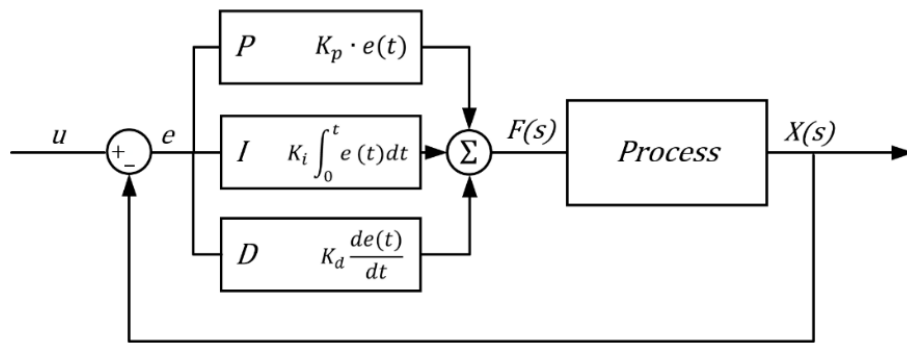 P K_p · e(t)
u + − e I K_i ∫_0^t e (t)dt Σ F(s) Process X(s)
D K_d de(t)/dt